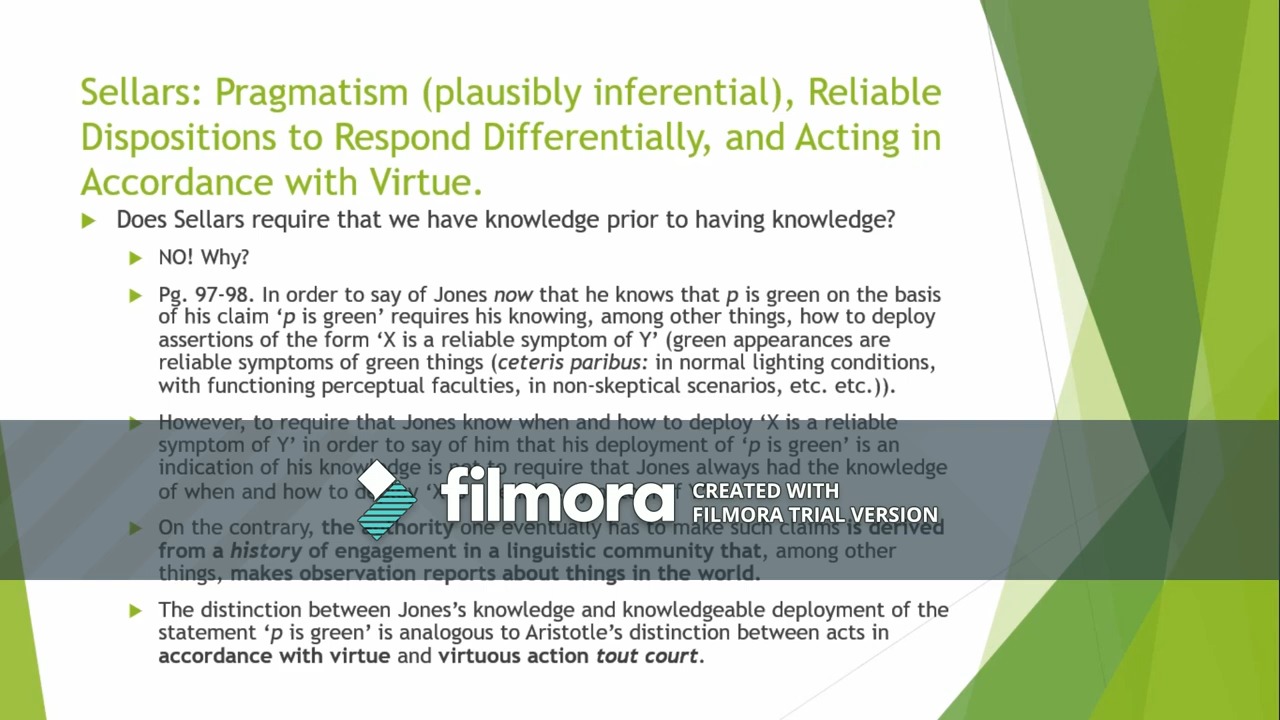 Sellars: Pragmatism (plausibly inferential), Reliable
Dispositions to Respond Differentially, and Acting in
Accordance with Virtue.
Does Sellars require that we have knowledge prior to having knowledge?
NO! Why?
Pg. 97-98. In order to say of Jones now that he knows that p is green on the basis
of his claim ‘p is green’ requires his knowing, among other things, how to deploy
assertions of the form ‘X is a reliable symptom of Y’ (green appearances are
reliable symptoms of green things (ceteris paribus: in normal lighting conditions,
with functioning perceptual faculties, in non-skeptical scenarios, etc. etc.)).
However, to require that Jones know when and how to deploy ‘X is a reliable
symptom of Y’ in order to say of him that his deployment of ‘p is green’ is an
indication of his knowledge is not to require that Jones always had the knowledge
of when and how to deploy ‘X
filmora
CREATED WITH
FILMORA TRIAL VERSION
On the contrary, the authority one eventually has to make such claims is derived
from a history of engagement in a linguistic community that, among other
things, makes observation reports about things in the world.
The distinction between Jones’s knowledge and knowledgeable deployment of the
statement ‘p is green’ is analogous to Aristotle’s distinction between acts in
accordance with virtue and virtuous action tout court.